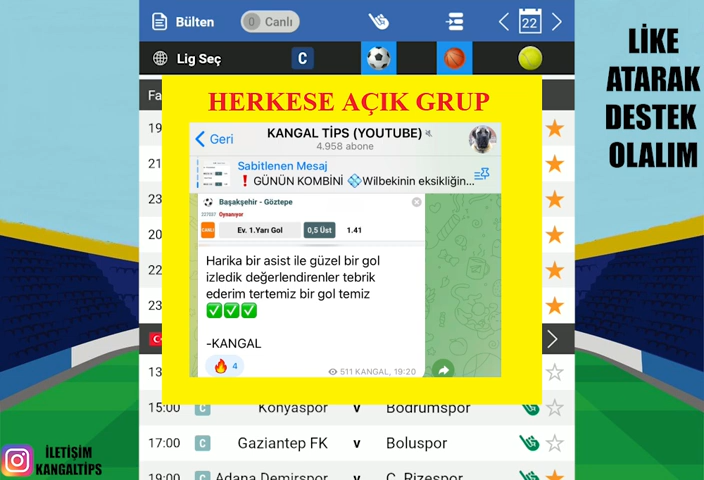 Bülten
0 Canlı
22
Lig Seç
C
LİKE
ATARAK
DESTEK
OLALIM
Fa
HERKESE AÇIK GRUP
19
21
23
20
22
23
Geri
KANGAL TİPS (YOUTUBE)
4.958 abone
Sabitlenen Mesaj
❗ GÜNÜN KOMBİNİ 💠Wilbekinin eksikliğin...
Başakşehir - Göztepe
Oynanıyor
CANLI
Ev. 1.Yarı Gol
0,5 Üst
1.41
Harika bir asist ile güzel bir gol
izledik değerlendirenler tebrik
ederim tertemiz bir gol temiz
✅✅✅
-KANGAL
🔥 4
511 KANGAL, 19:20
13
15:00 C Konyaspor v Bodrumspor
17:00 C Gaziantep FK v Boluspor
19:00 C Adana Demirspor v Ç. Rizespor
İLETİŞİM
KANGALTİPS